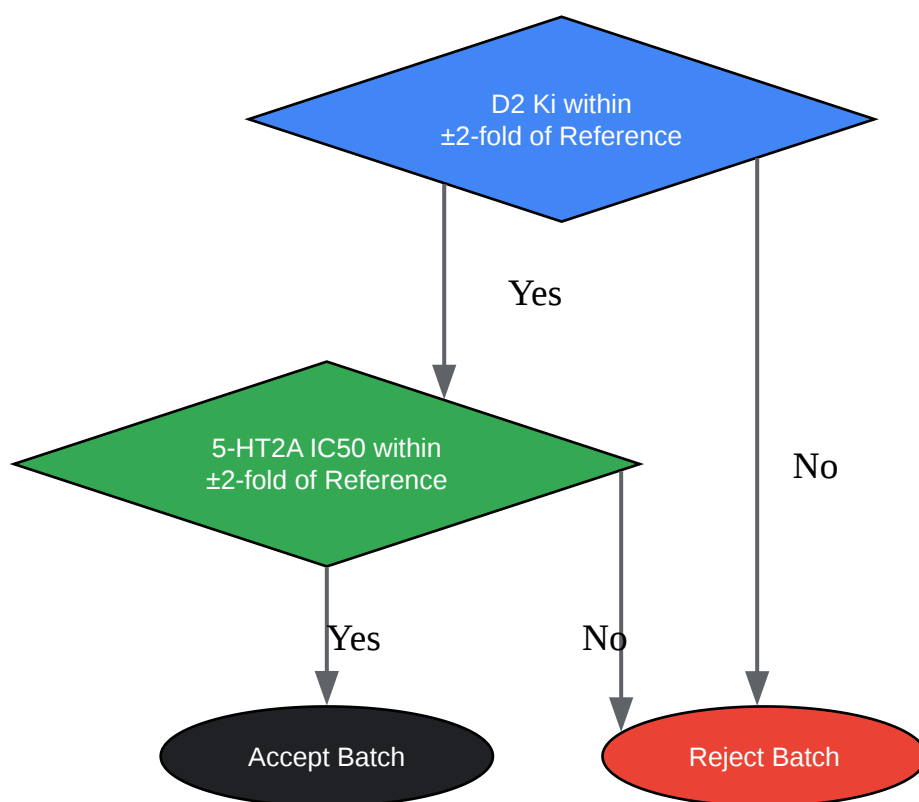 D2 Ki within
±2-fold of Reference
Yes
5-HT2A IC50 within
±2-fold of Reference
No
Yes
No
Accept Batch
Reject Batch